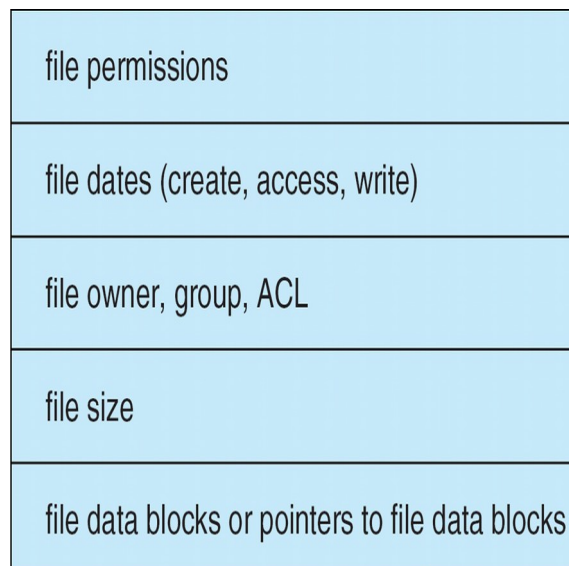 file permissions
file dates (create, access, write)
file owner, group, ACL
file size
file data blocks or pointers to file data blocks